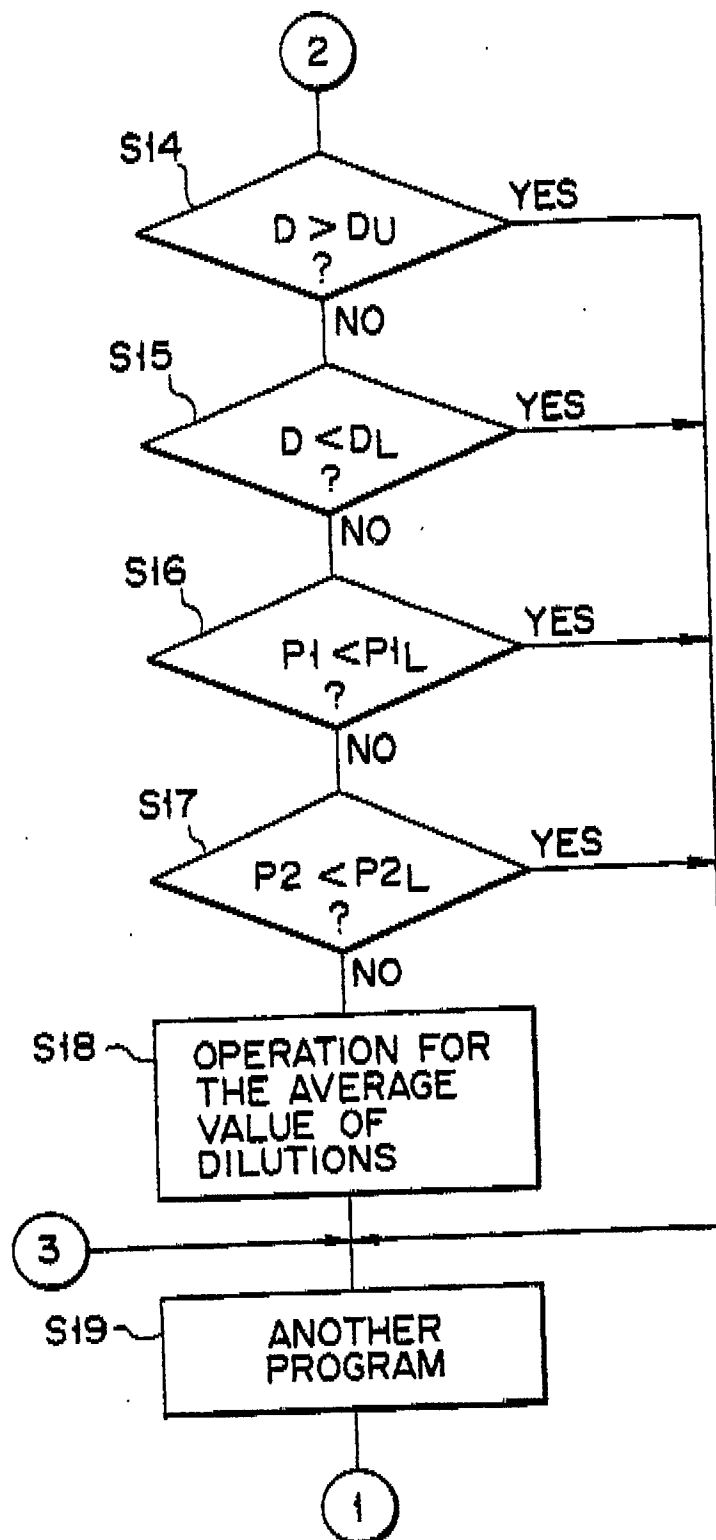 2
S14
D > DU
?
YES
NO
S15
D < DL
?
YES
NO
S16
P1 < P1L
?
YES
NO
S17
P2 < P2L
?
YES
NO
S18
OPERATION FOR
THE AVERAGE
VALUE OF
DILUTIONS
3
S19
ANOTHER
PROGRAM
1